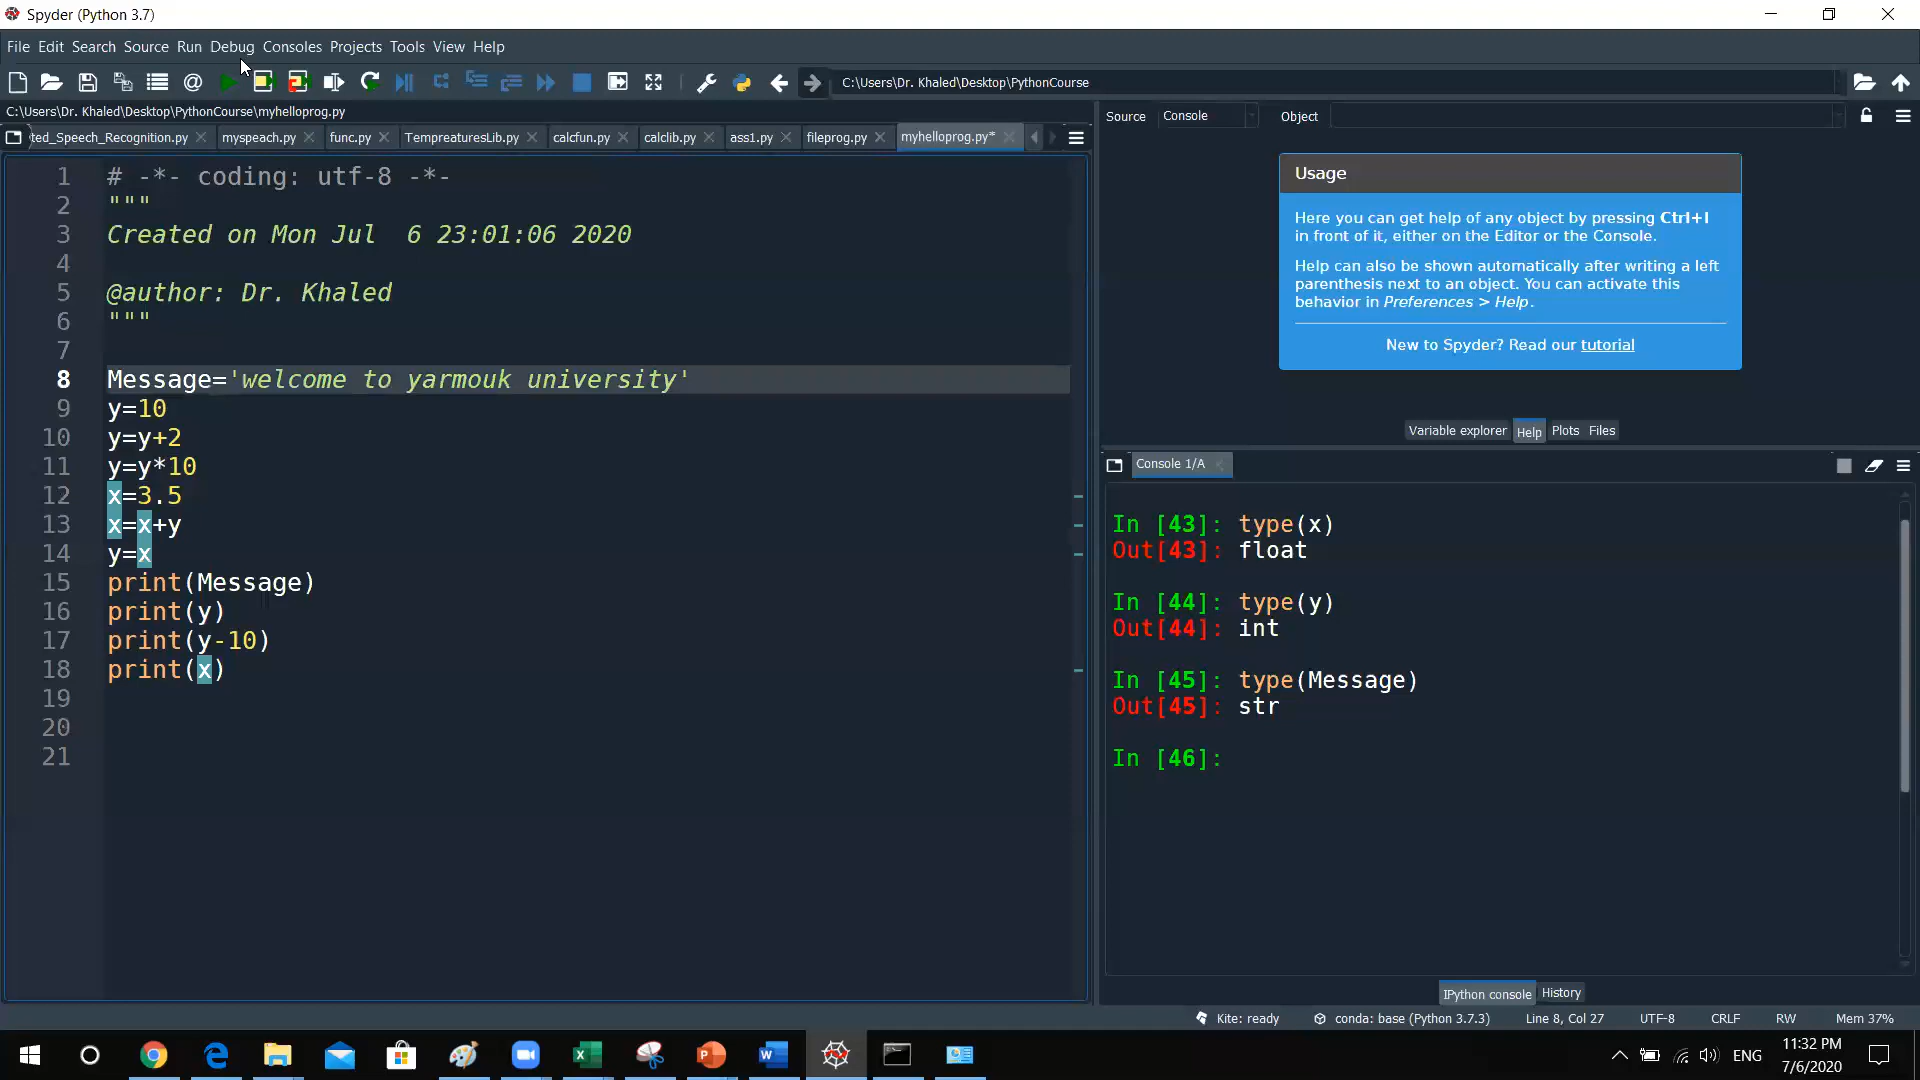 Spyder (Python 3.7)
File Edit Search Source Run Debug Consoles Projects Tools View Help
C:\Users\Dr. Khaled\Desktop\PythonCourse
C:\Users\Dr. Khaled\Desktop\PythonCourse\myhelloprog.py
ted_Speech_Recognition.py myspeach.py func.py TempreaturesLib.py calcfun.py calclib.py ass1.py fileprog.py myhelloprog.py*
1 # -*- coding: utf-8 -*-
2 """
3 Created on Mon Jul  6 23:01:06 2020
4
5 @author: Dr. Khaled
6 """
7
8 Message='welcome to yarmouk university'
9 y=10
10 y=y+2
11 y=y*10
12 x=3.5
13 x=x+y
14 y=x
15 print(Message)
16 print(y)
17 print(y-10)
18 print(x)
19
20
21
Source Console Object
Usage
Here you can get help of any object by pressing Ctrl+I
in front of it, either on the Editor or the Console.
Help can also be shown automatically after writing a left
parenthesis next to an object. You can activate this
behavior in Preferences > Help.
New to Spyder? Read our tutorial
Variable explorer Help Plots Files
Console 1/A
In [43]: type(x)
Out[43]: float
In [44]: type(y)
Out[44]: int
In [45]: type(Message)
Out[45]: str
In [46]:
IPython console History
Kite: ready conda: base (Python 3.7.3) Line 8, Col 27 UTF-8 CRLF RW Mem 37%
ENG 11:32 PM
7/6/2020